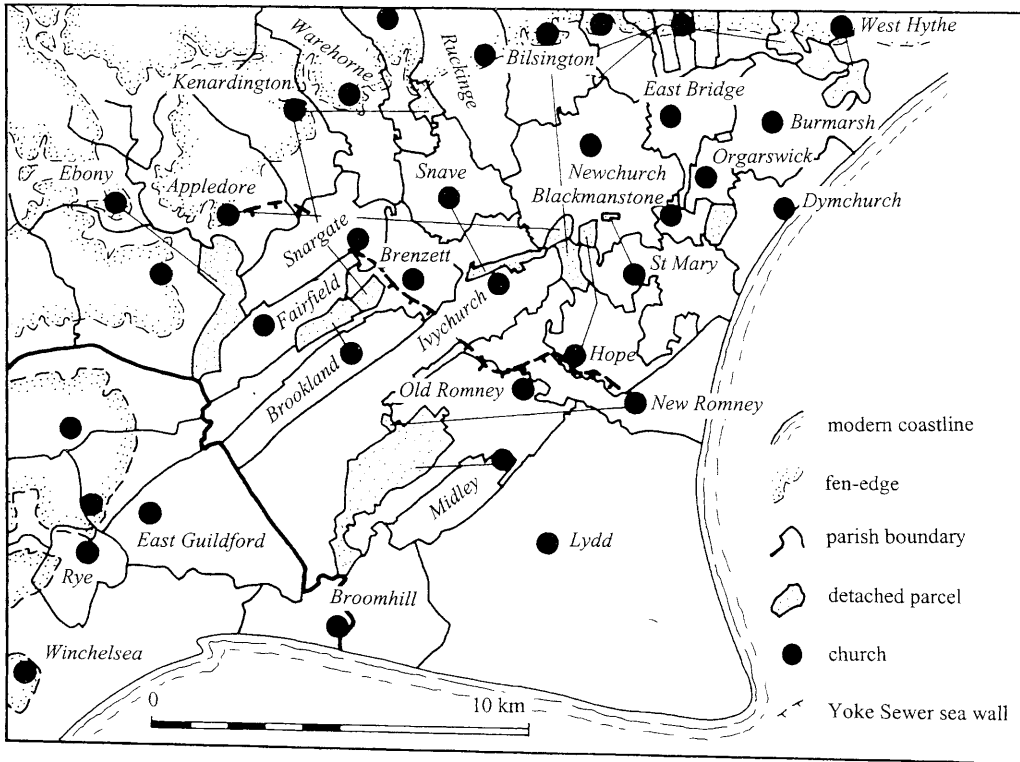 West Hythe
Warehorne
Ruckinge
Bilsington
Kenardington
East Bridge
Burmarsh
Orgarswick
Ebony
Appledore
Snave
Newchurch
Blackmanstone
Dymchurch
Snargate
Brenzett
St Mary
Fairfield
Ivychurch
Brookland
Hope
Old Romney
New Romney
modern coastline
fen-edge
Midley
parish boundary
East Guildford
Lydd
Rye
detached parcel
Broomhill
Winchelsea
church
0
10 km
Yoke Sewer sea wall